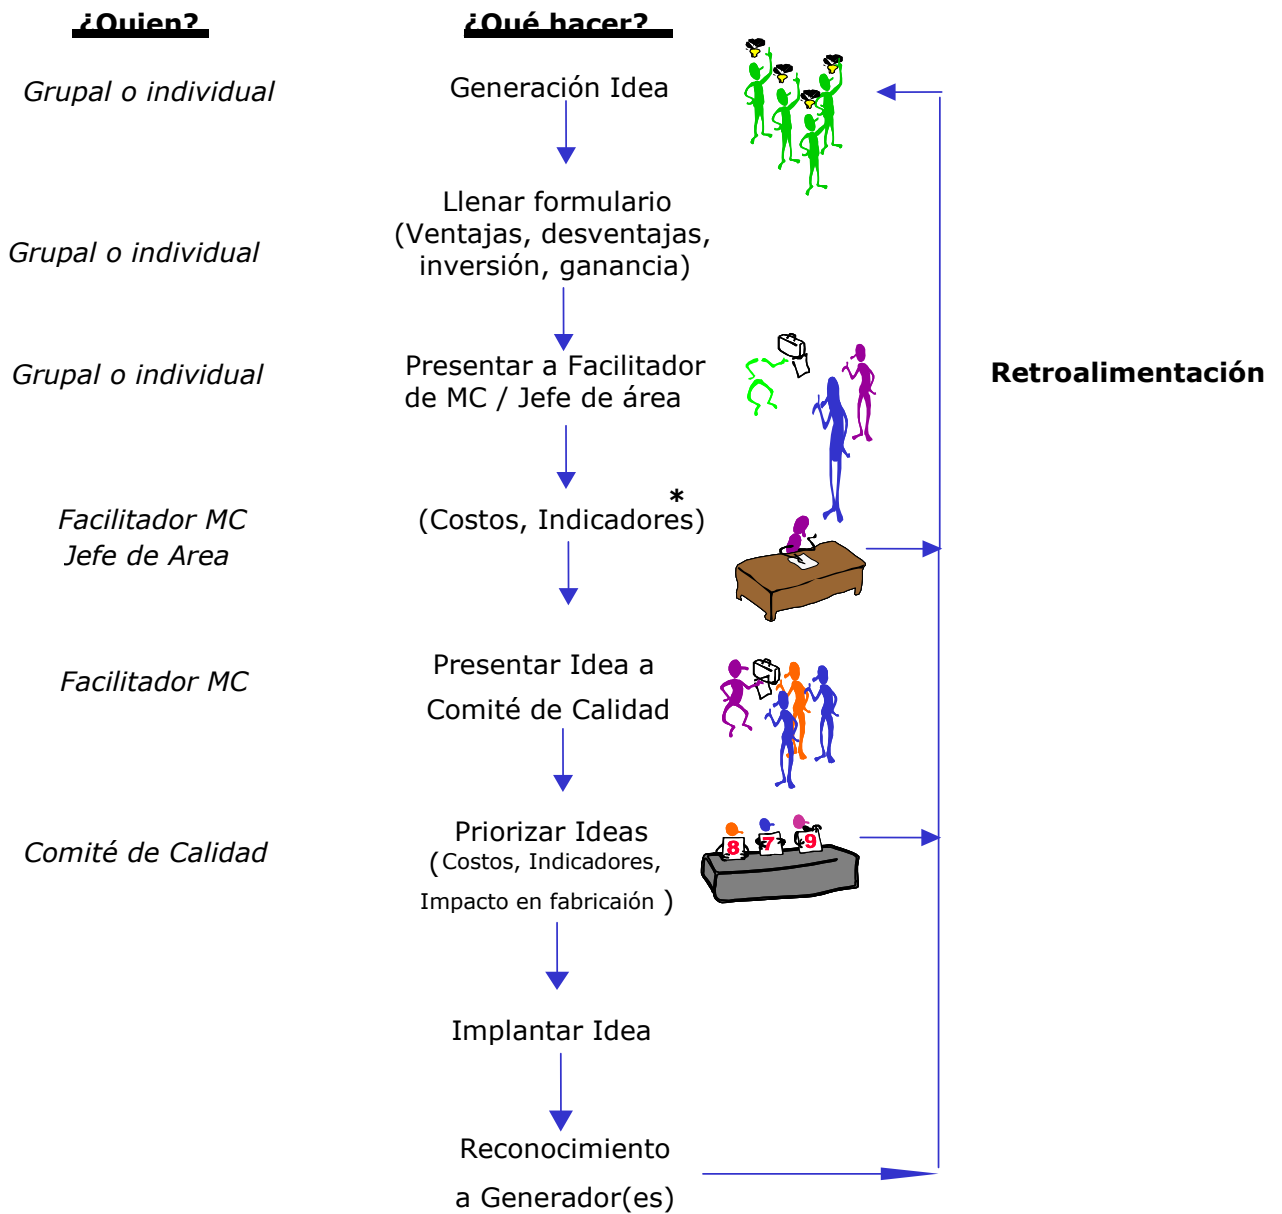 ¿Quien?
¿Qué hacer?
Grupal o individual
Generación Idea
Grupal o individual
Llenar formulario
(Ventajas, desventajas,
inversión, ganancia)
Grupal o individual
Presentar a Facilitador
de MC / Jefe de área
Retroalimentación
Facilitador MC
Jefe de Area
*
(Costos, Indicadores)
Facilitador MC
Presentar Idea a
Comité de Calidad
Comité de Calidad
Priorizar Ideas
(Costos, Indicadores,
Impacto en fabricaión )
8 7 9
Implantar Idea
Reconocimiento
a Generador(es)